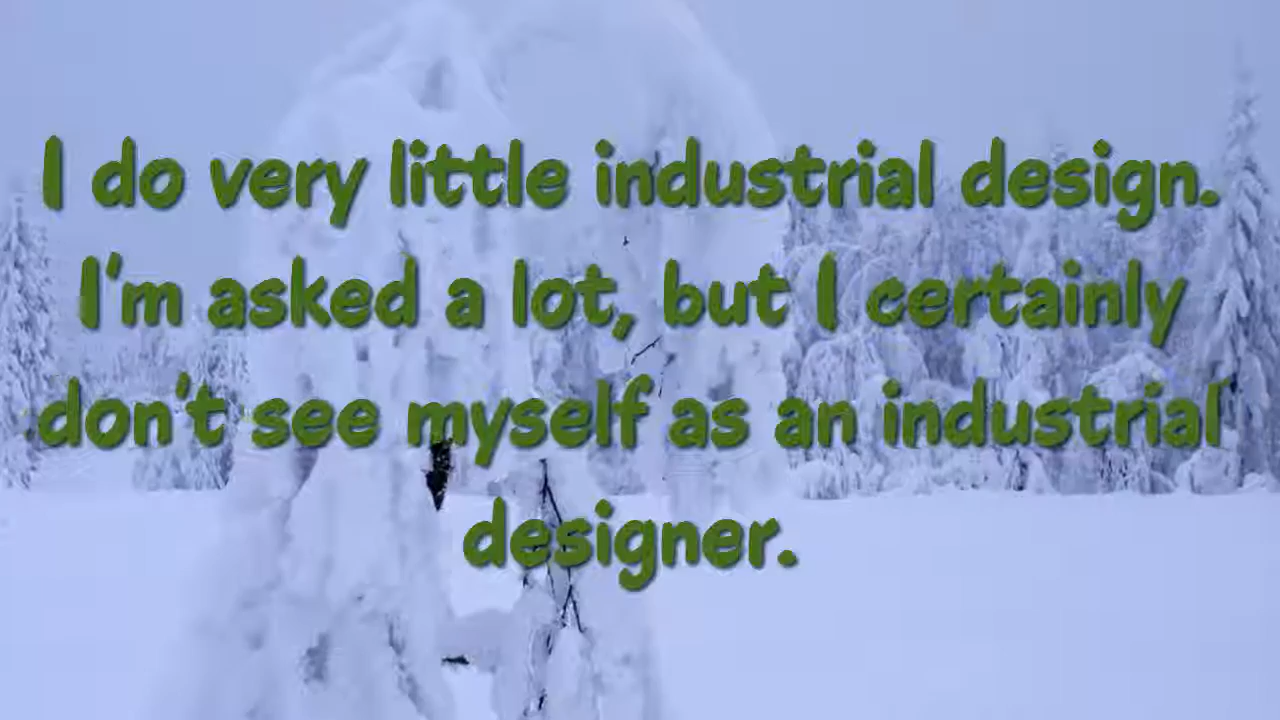 I do very little industrial design.
I'm asked a lot, but I certainly
don't see myself as an industrial
designer.